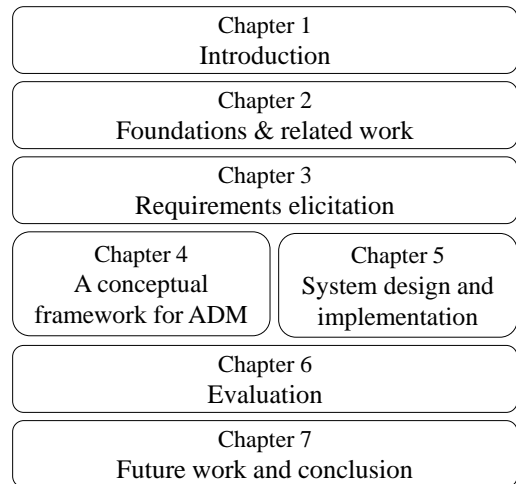 Chapter 1
Introduction
Chapter 2
Foundations & related work
Chapter 3
Requirements elicitation
Chapter 4
A conceptual
framework for ADM
Chapter 5
System design and
implementation
Chapter 6
Evaluation
Chapter 7
Future work and conclusion